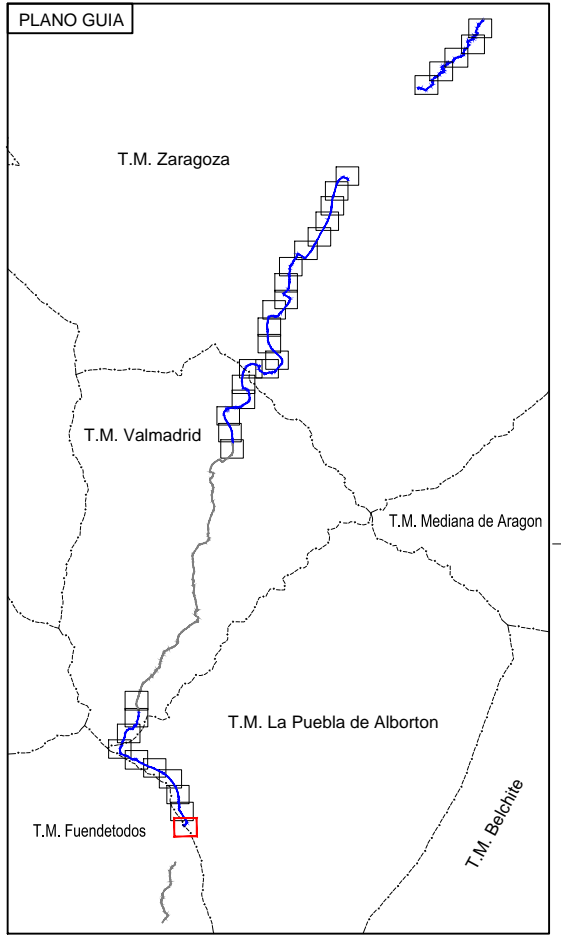 PLANO GUIA
T.M. Zaragoza
T.M. Valmadrid
T.M. Mediana de Aragon
T.M. La Puebla de Alborton
T.M. Fuendetodos
T.M. Belchite